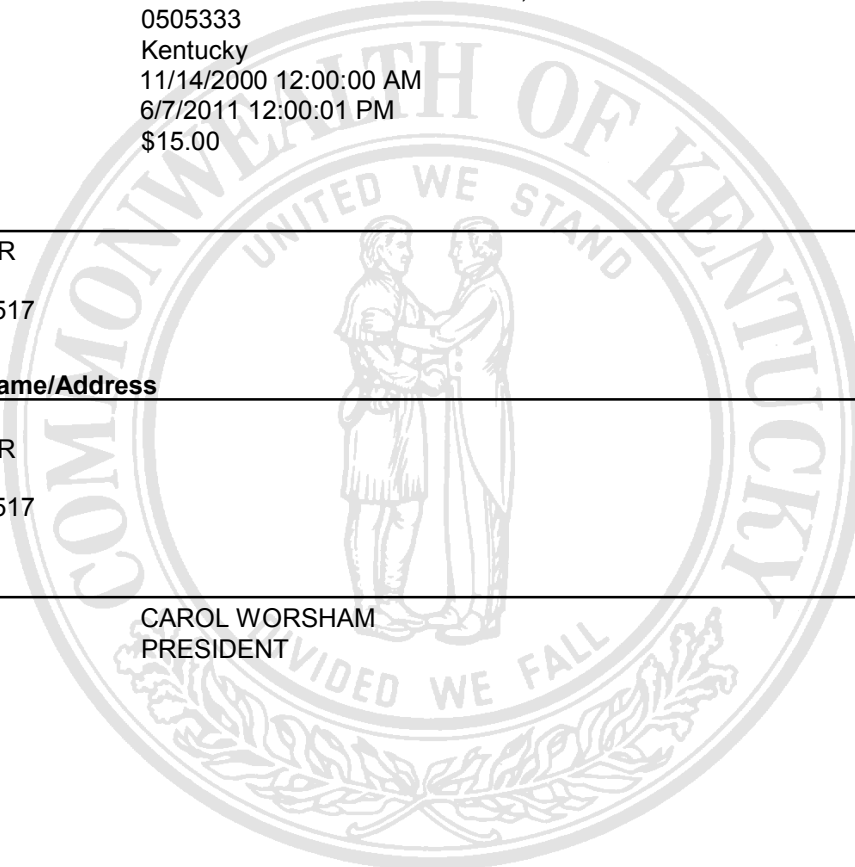 0505333
Kentucky
11/14/2000 12:00:00 AM
6/7/2011 12:00:01 PM
$15.00
COMMONWEALTH OF KENTUCKY
UNITED WE STAND
R
517
ame/Address
R
517
CAROL WORSHAM
PRESIDENT
DIVIDED WE FALL